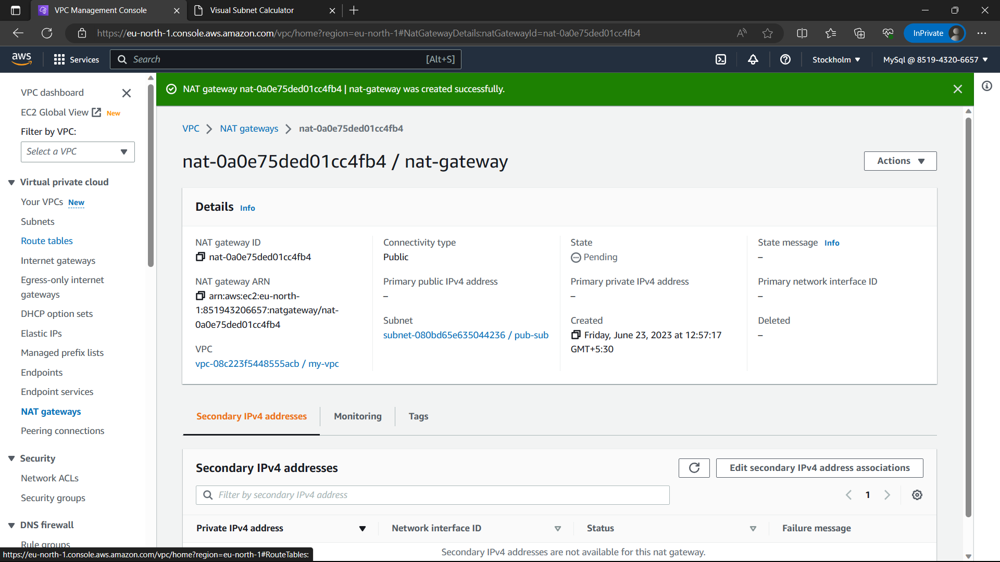 VPC Management Console
Visual Subnet Calculator
https://eu-north-1.console.aws.amazon.com/vpc/home?region=eu-north-1#NatGatewayDetails:natGatewayId=nat-0a0e75ded01cc4fb4
InPrivate
aws
Services
Search
[Alt+S]
Stockholm
MySql @ 8519-4320-6657
VPC dashboard
EC2 Global View New
Filter by VPC:
Select a VPC
Virtual private cloud
Your VPCs New
Subnets
Route tables
Internet gateways
Egress-only internet
gateways
DHCP option sets
Elastic IPs
Managed prefix lists
Endpoints
Endpoint services
NAT gateways
Peering connections
Security
Network ACLs
Security groups
DNS firewall
Rule groups
https://eu-north-1.console.aws.amazon.com/vpc/home?region=eu-north-1#RouteTables:
NAT gateway nat-0a0e75ded01cc4fb4 | nat-gateway was created successfully.
VPC
NAT gateways
nat-0a0e75ded01cc4fb4
nat-0a0e75ded01cc4fb4 / nat-gateway
Actions
Details Info
NAT gateway ID
nat-0a0e75ded01cc4fb4
NAT gateway ARN
arn:aws:ec2:eu-north-
1:851943206657:natgateway/nat-
0a0e75ded01cc4fb4
VPC
vpc-08c223f5448555acb / my-vpc
Connectivity type
Public
Primary public IPv4 address
–
Subnet
subnet-080bd65e635044236 / pub-sub
State
Pending
Primary private IPv4 address
–
Created
Friday, June 23, 2023 at 12:57:17
GMT+5:30
State message Info
–
Primary network interface ID
–
Deleted
–
Secondary IPv4 addresses
Monitoring
Tags
Secondary IPv4 addresses
Edit secondary IPv4 address associations
Filter by secondary IPv4 address
1
Private IPv4 address
Network interface ID
Status
Failure message
Secondary IPv4 addresses are not available for this nat gateway.